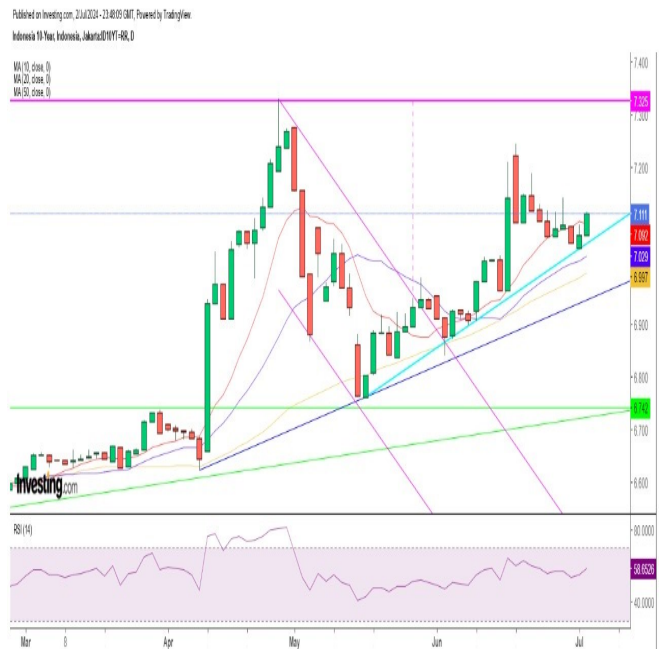 Published on Investing.com, 2/Jul/2024 - 23:48:09 GMT, Powered by TradingView.
Indonesia 10-Year, Indonesia, Jakarta:ID10YT=RR, D
MA (10, close, 0)
MA (20, close, 0)
MA (50, close, 0)
7.400
7.325
7.300
7.200
7.111
7.092
7.029
6.997
6.900
6.800
6.742
6.700
6.600
Investing.com
RSI (14)
80.0000
58.6526
40.0000
Mar 8 Apr May Jun Jul